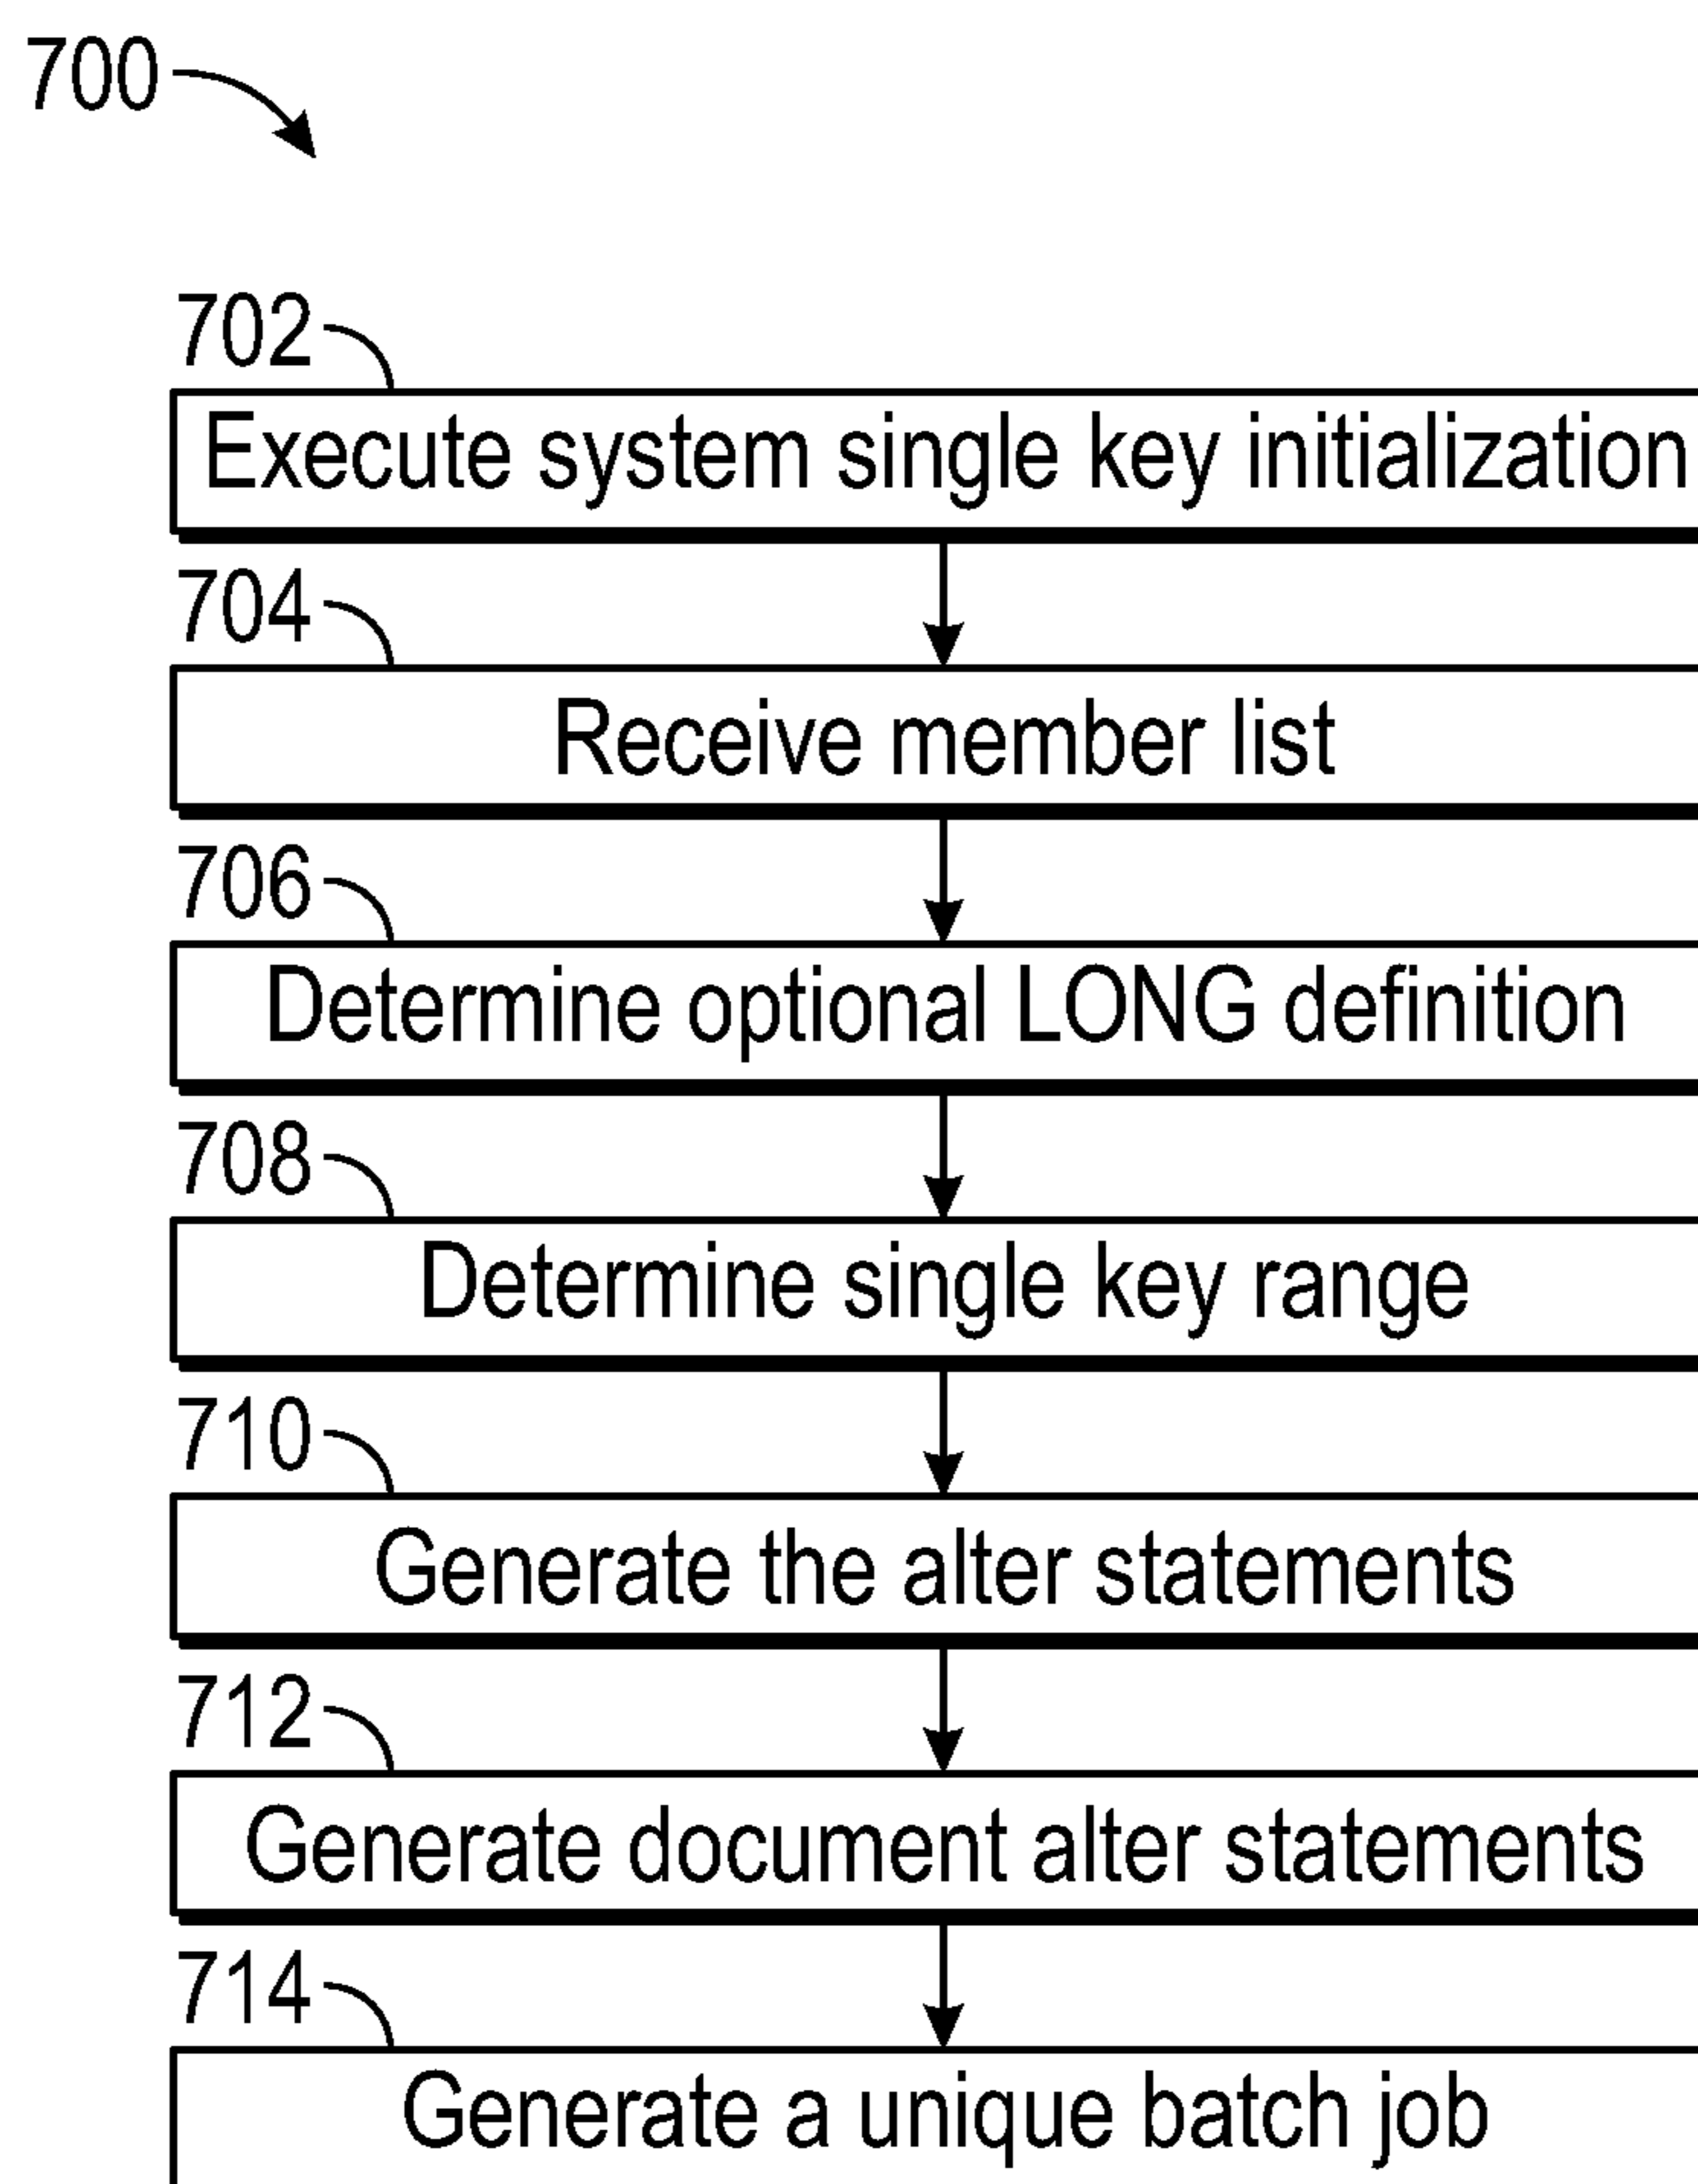 700
702
Execute system single key initialization
704
Receive member list
706
Determine optional LONG definition
708
Determine single key range
710
Generate the alter statements
712
Generate document alter statements
714
Generate a unique batch job